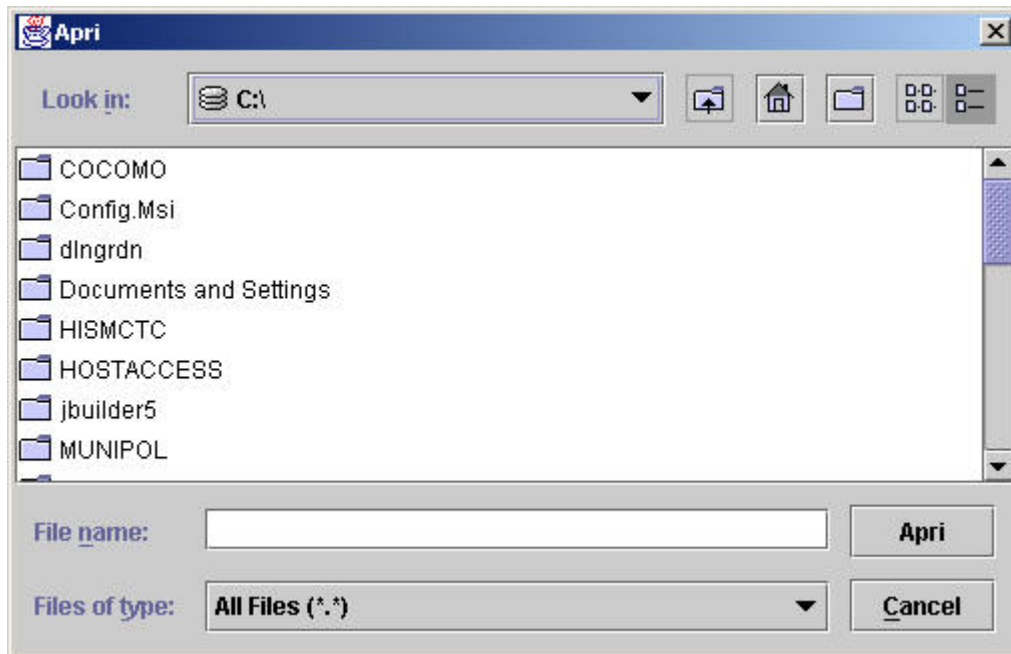 Apri
Look in: C:\
COCOMO
Config.Msi
dlngrdn
Documents and Settings
HISMCTC
HOSTACCESS
jbuilder5
MUNIPOL
File name: Apri
Files of type: All Files (*.*) Cancel